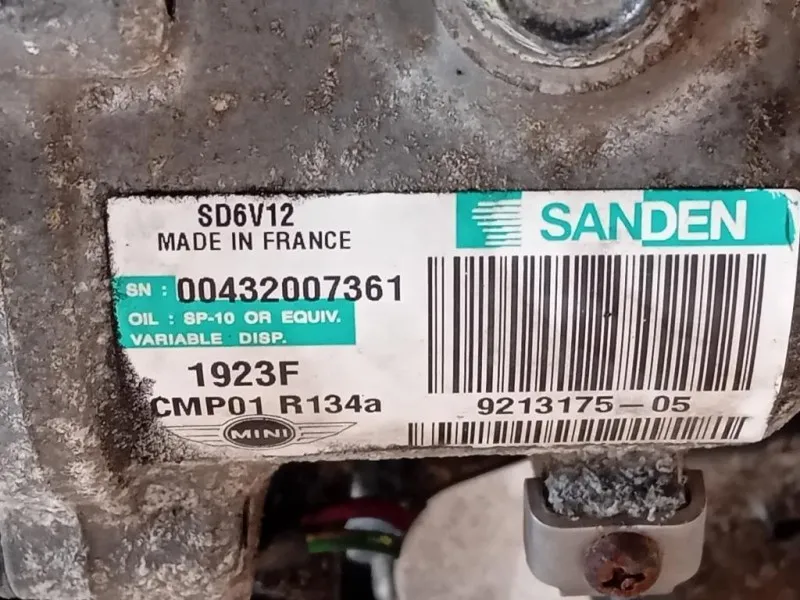 SD6V12
MADE IN FRANCE
SANDEN
SN : 00432007361
OIL : SP-10 OR EQUIV.
VARIABLE DISP.
1923F
CMP01 R134a
9213175-05
MINI